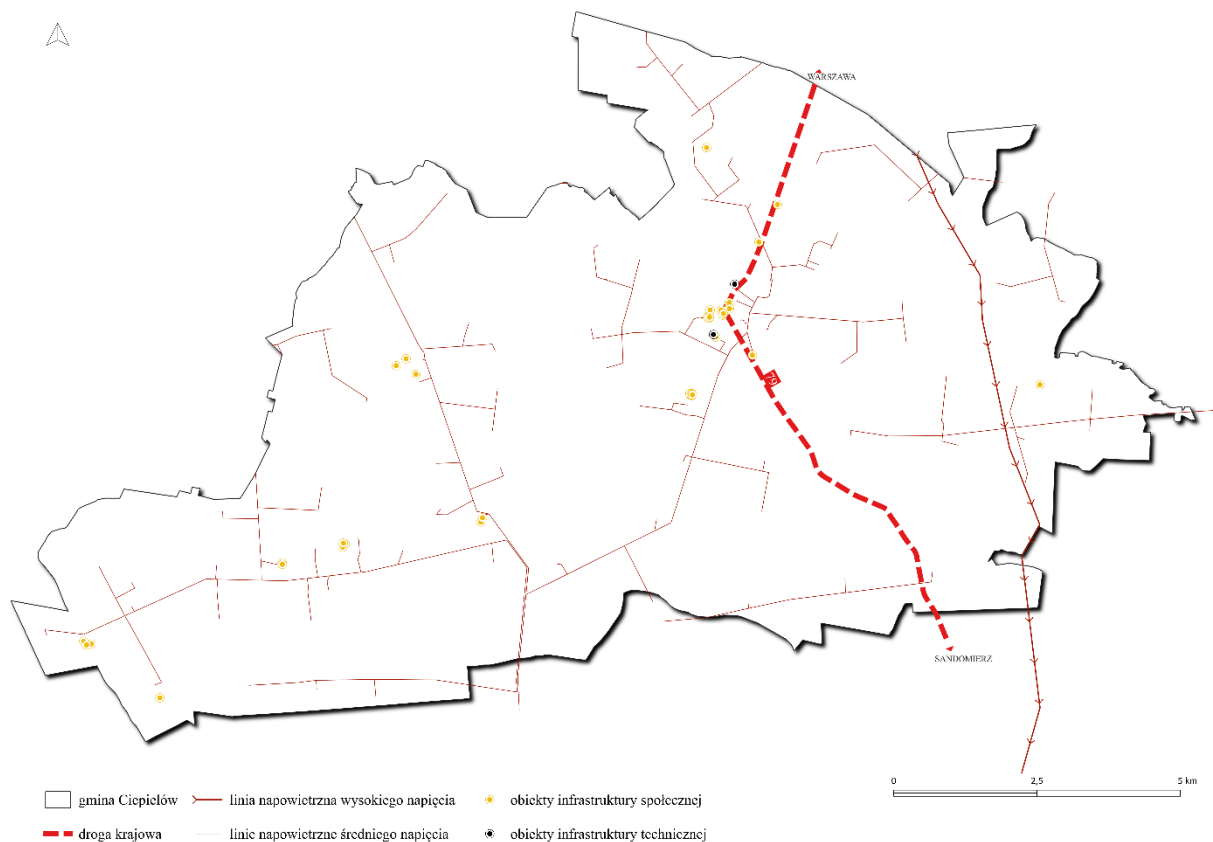 WARSZAWA
79
SANDOMIERZ
0 2,5 5 km
gmina Ciepielów linia napowietrzna wysokiego napięcia obiekty infrastruktury społecznej
droga krajowa linie napowietrzne średniego napięcia obiekty infrastruktury technicznej